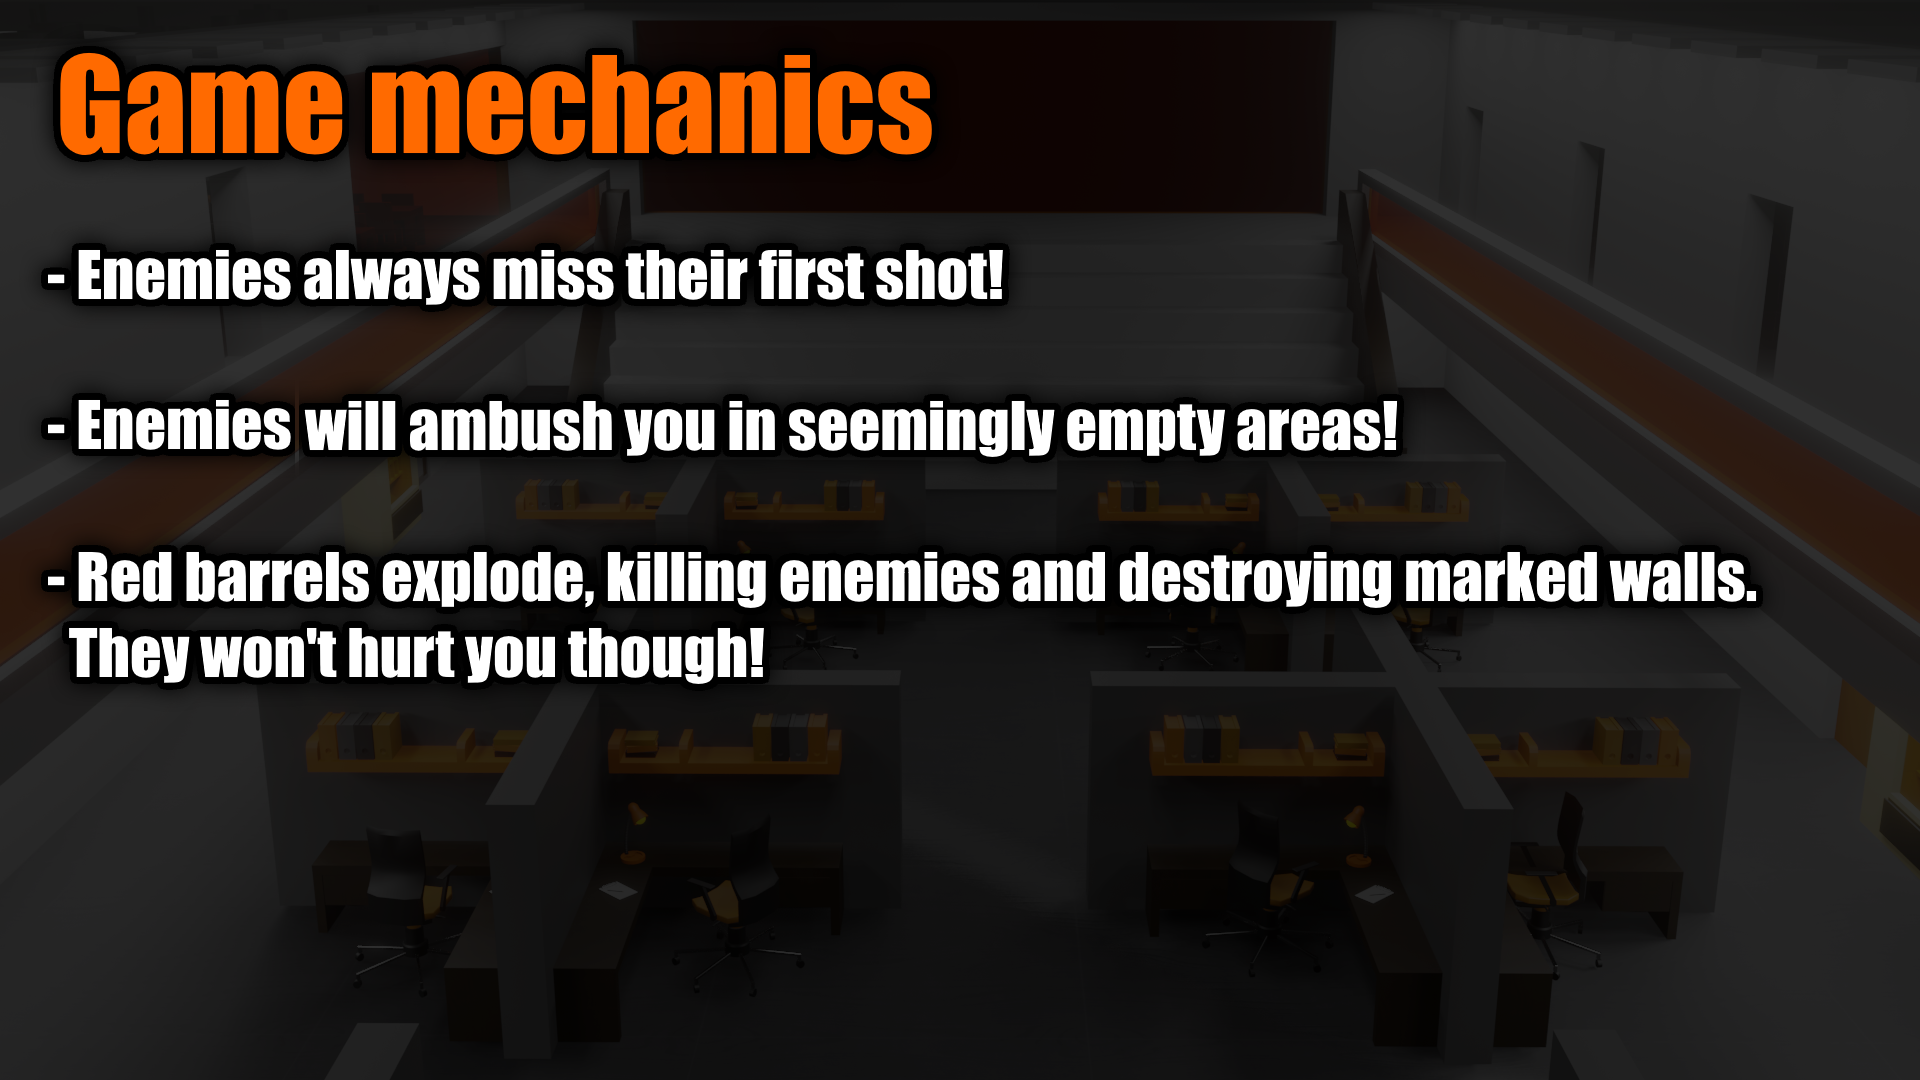 Game mechanics
- Enemies always miss their first shot!
- Enemies will ambush you in seemingly empty areas!
- Red barrels explode, killing enemies and destroying marked walls.
They won't hurt you though!